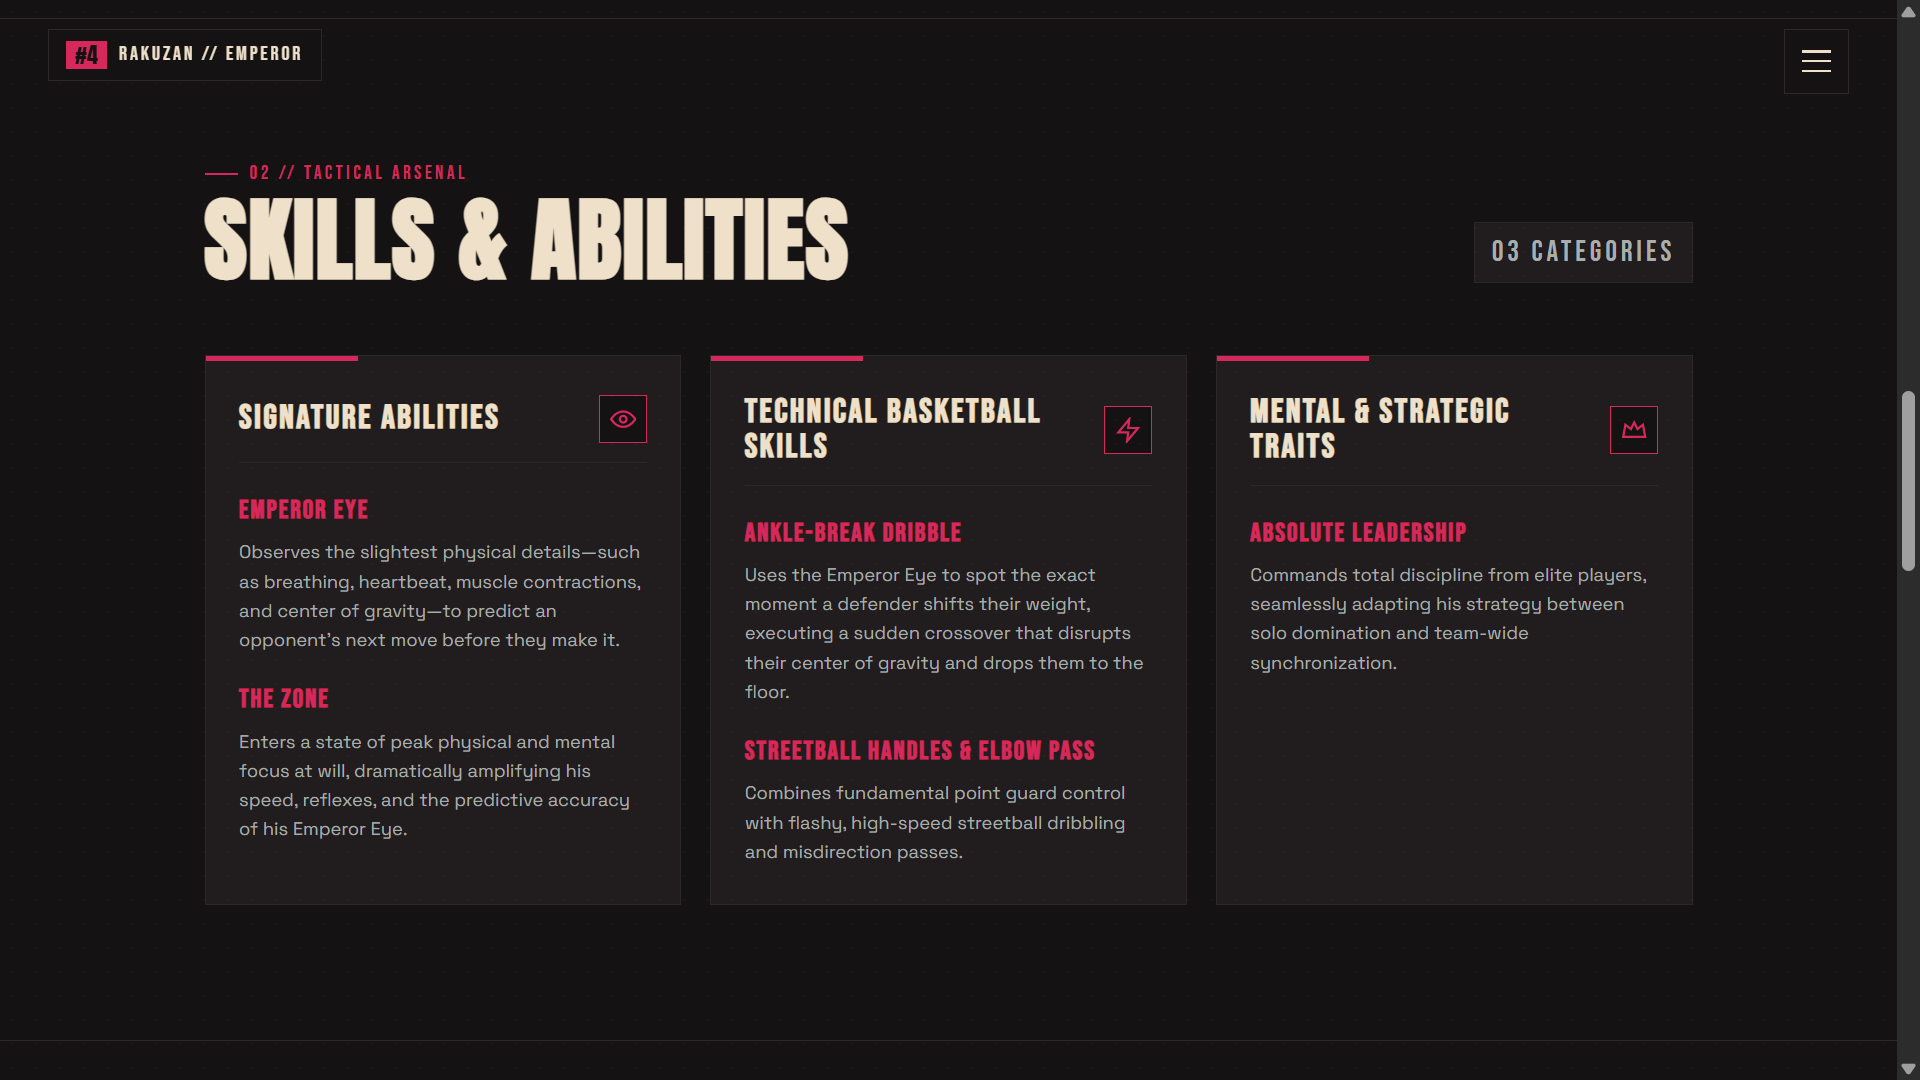 #4 RAKUZAN // EMPEROR
02 // TACTICAL ARSENAL
SKILLS & ABILITIES
03 CATEGORIES
SIGNATURE ABILITIES
EMPEROR EYE
Observes the slightest physical details—such
as breathing, heartbeat, muscle contractions,
and center of gravity—to predict an
opponent's next move before they make it.
THE ZONE
Enters a state of peak physical and mental
focus at will, dramatically amplifying his
speed, reflexes, and the predictive accuracy
of his Emperor Eye.
TECHNICAL BASKETBALL
SKILLS
ANKLE-BREAK DRIBBLE
Uses the Emperor Eye to spot the exact
moment a defender shifts their weight,
executing a sudden crossover that disrupts
their center of gravity and drops them to the
floor.
STREETBALL HANDLES & ELBOW PASS
Combines fundamental point guard control
with flashy, high-speed streetball dribbling
and misdirection passes.
MENTAL & STRATEGIC
TRAITS
ABSOLUTE LEADERSHIP
Commands total discipline from elite players,
seamlessly adapting his strategy between
solo domination and team-wide
synchronization.